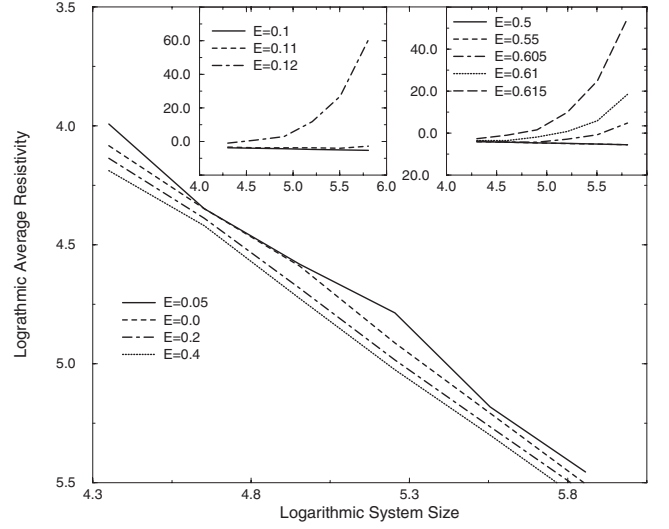 3.5
4.0
4.5
5.0
5.5
4.3
4.8
5.3
5.8
Lograthmic Average Resistivity
Logarithmic System Size
E=0.05
E=0.0
E=0.2
E=0.4
60.0
40.0
20.0
0.0
20.0
4.0
4.5
5.0
5.5
6.0
E=0.1
E=0.11
E=0.12
60.0
40.0
20.0
0.0
20.0
4.0
4.5
5.0
5.5
E=0.5
E=0.55
E=0.605
E=0.61
E=0.615